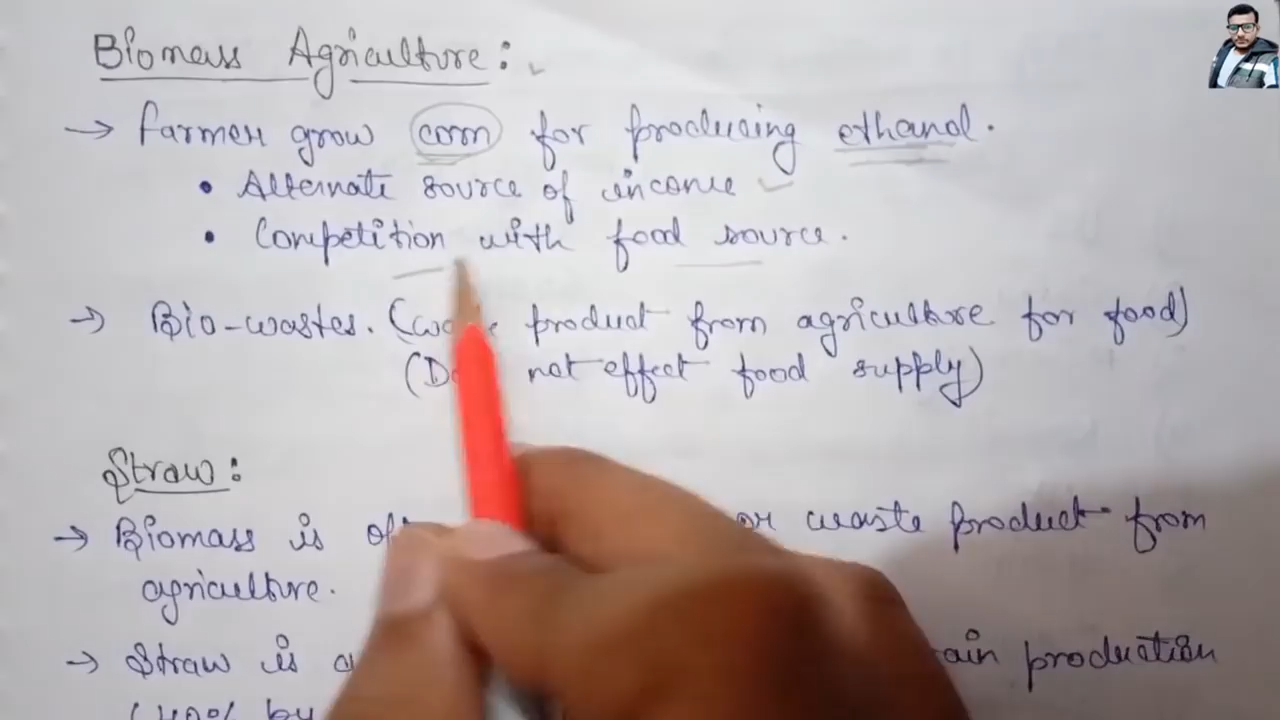 Biomass Agriculture:
→ Farmer grow corn for producing ethanol.
• Alternate source of income
• Competition with food source.
→ Bio-wastes. ( product from agriculture for food)
( not effect food supply)
Straw:
→ Biomass is or waste product from
agriculture.
→ Straw is production
by